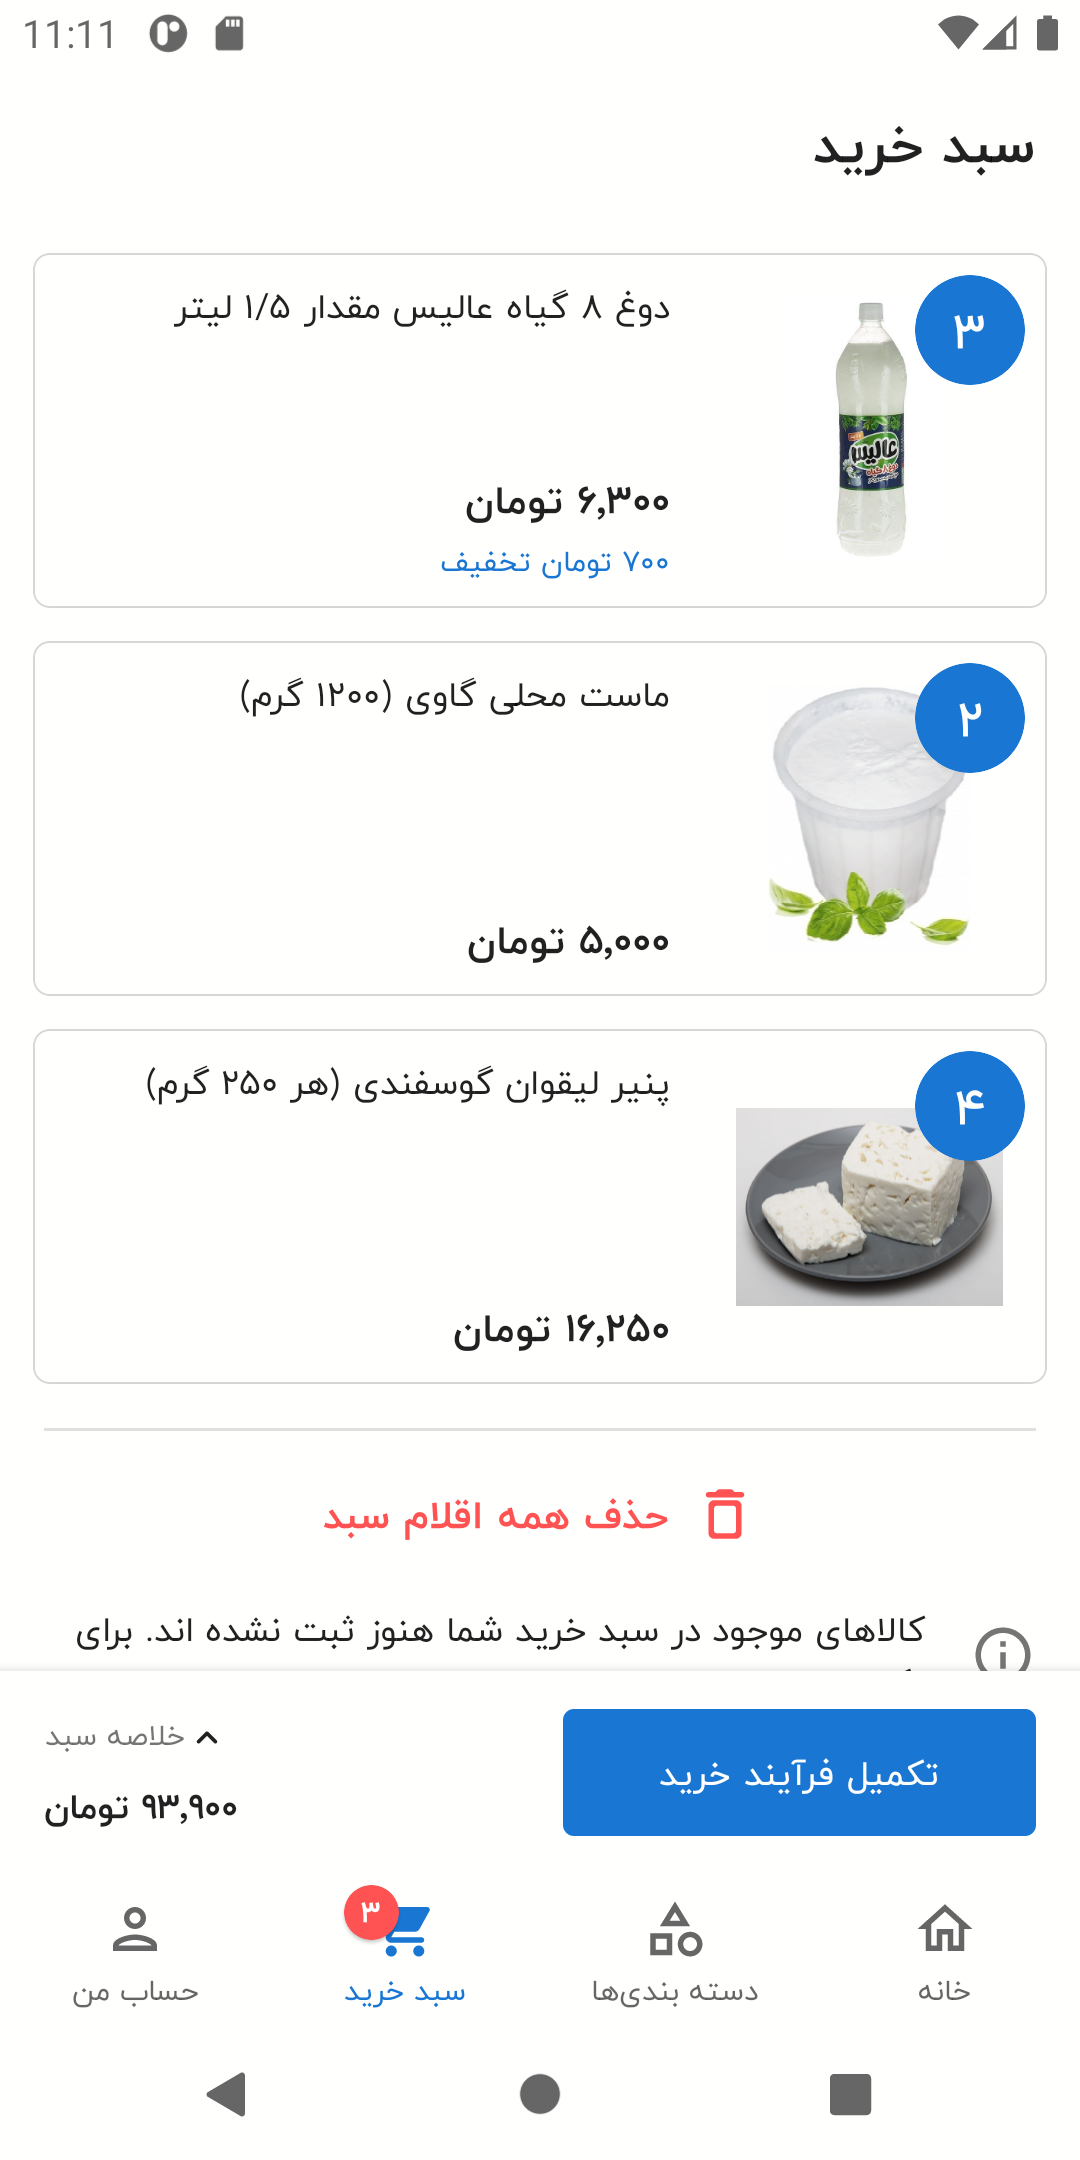 11:11
سبد خرید
دوغ ۸ گیاه عالیس مقدار ۱/۵ لیتر
۳
عالیس
۶,۳۰۰ تومان
۷۰۰ تومان تخفیف
ماست محلی گاوی (۱۲۰۰ گرم)
۲
۵,۰۰۰ تومان
پنیر لیقوان گوسفندی (هر ۲۵۰ گرم)
۴
۱۶,۲۵۰ تومان
حذف همه اقلام سبد
کالاهای موجود در سبد خرید شما هنوز ثبت نشده اند. برای
تکمیل فرآیند خرید
خلاصه سبد
۹۳,۹۰۰ تومان
خانه
دسته بندی‌ها
۳
سبد خرید
حساب من